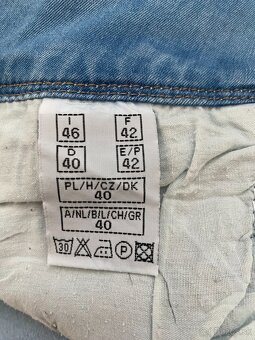 I F
46 42
D E/P
40 42
PL/H/CZ/DK
40
A/NL/B/L/CH/GR
40
30 P